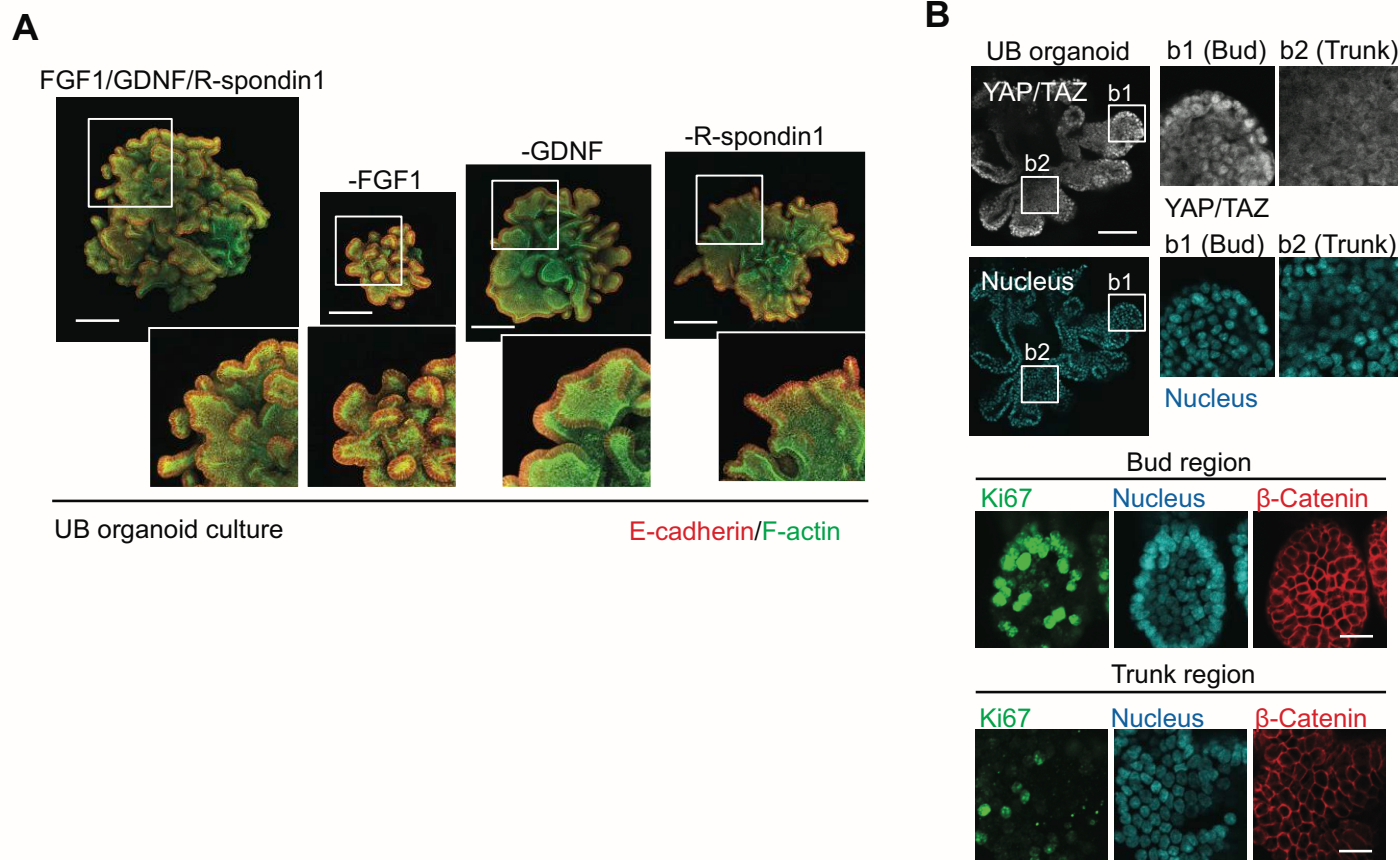 A
FGF1/GDNF/R-spondin1
-FGF1
-GDNF
-R-spondin1
UB organoid culture
E-cadherin/F-actin
B
UB organoid
b1 (Bud)
b2 (Trunk)
YAP/TAZ
b1
b2
YAP/TAZ
b1 (Bud)
b2 (Trunk)
Nucleus
b1
b2
Nucleus
Bud region
Ki67
Nucleus
β-Catenin
Trunk region
Ki67
Nucleus
β-Catenin